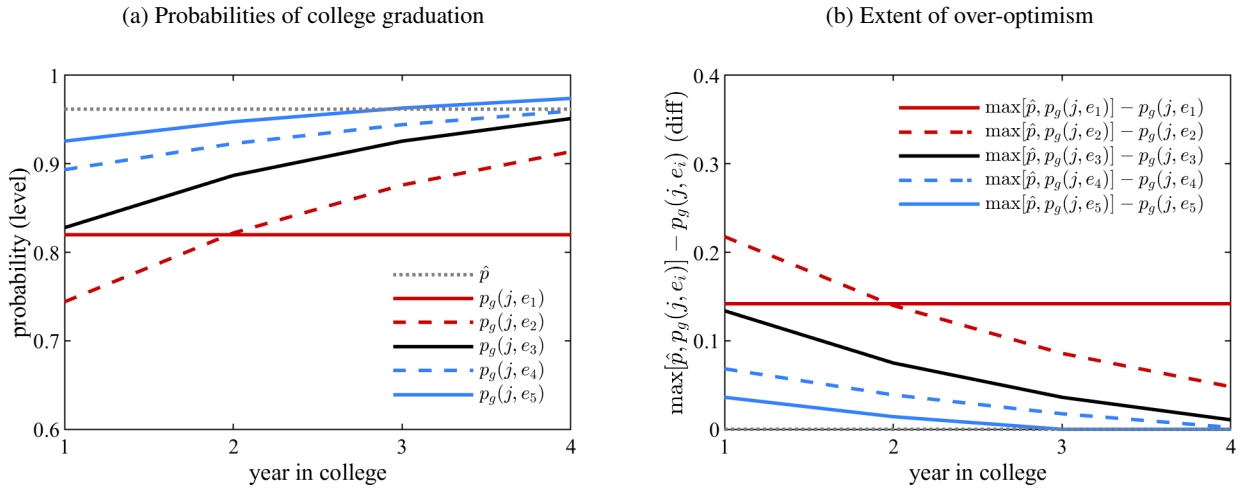 (a) Probabilities of college graduation
probability (level)
1
0.9
0.8
0.7
0.6
1
2
3
4
year in college
p̂
p_g(j, e_1)
p_g(j, e_2)
p_g(j, e_3)
p_g(j, e_4)
p_g(j, e_5)
(b) Extent of over-optimism
max[p̂, p_g(j, e_i)] − p_g(j, e_i) (diff)
0.4
0.3
0.2
0.1
0
1
2
3
4
year in college
max[p̂, p_g(j, e_1)] − p_g(j, e_1)
max[p̂, p_g(j, e_2)] − p_g(j, e_2)
max[p̂, p_g(j, e_3)] − p_g(j, e_3)
max[p̂, p_g(j, e_4)] − p_g(j, e_4)
max[p̂, p_g(j, e_5)] − p_g(j, e_5)